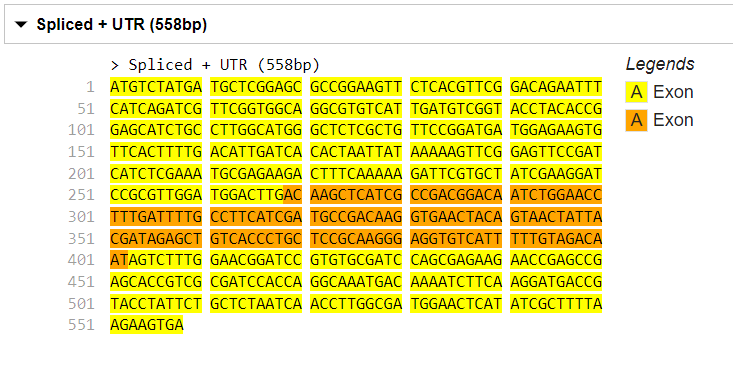 Spliced + UTR (558bp)
> Spliced + UTR (558bp)
Legends
1 ATGTCTATGA TGCTCGGAGC GCCGGAAGTT CTCACGTTCG GACAGAATTT
A Exon
51 CATCAGATCG TTCGGTGATG GGCGTGTCATT TGATGTCGGT ACCTACACCG
A Exon
101 GAGCATCTGC CCTTGGCATGG GCTCTCGCTG TTCCGGATGA TGGAGAAGTG
151 TTCACTTTTG ACATTGATCA CACTAATTAT AAAAAGTTCG GAGTTCCGAT
201 CATCTCGAAA TGCGAGAAGA CTTTCAAAAA GATTCGTGCT ATCGAAGGAT
251 CCGCGTTGGA TGGACTTGAC AAGCTCATCG CCGACGGACA ATCTGGAACC
301 TTTGATTTTG CCTTCATCGA TGCCGACAAG GTGAACTACA GTAACTATTA
351 CGATAGAGCT GTCACCCTGC TCCGCAAGGG AGGTGTCATT TTTGTAGACA
401 ATAGTCTTTG GAACGGATCC GTGTGCGATC CAGCGAGAAG AACCGAGCCG
451 AGCACCGTCG CGATCCACCA GGCAAATGAC AAAATCTTCA AGGATGACCG
501 TACCTATTCT GCTCTAATCA ACCTTGGCGA TGGAACTCAT ATCGCTTTTA
551 AGAAGTGA